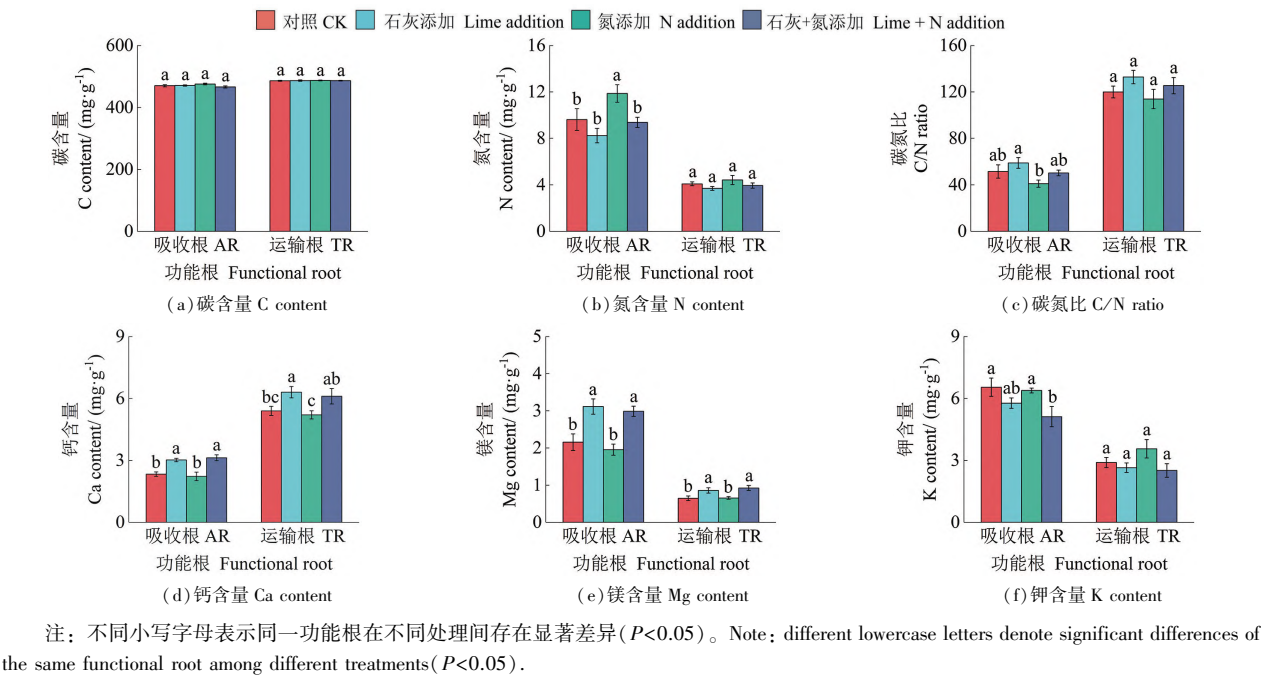 对照 CK 石灰添加 Lime addition 氮添加 N addition 石灰+氮添加 Lime + N addition
碳含量
C content/ (mg·g⁻¹)
600
400
200
0
a a a a a a a a
吸收根 AR 运输根 TR
功能根 Functional root
(a)碳含量 C content
氮含量
N content/ (mg·g⁻¹)
16
12
8
4
0
b b a b a a a a
吸收根 AR 运输根 TR
功能根 Functional root
(b)氮含量 N content
碳氮比
C/N ratio
160
120
80
40
0
ab a b ab a a a a
吸收根 AR 运输根 TR
功能根 Functional root
(c)碳氮比 C/N ratio
钙含量
Ca content/ (mg·g⁻¹)
9
6
3
0
b a b a bc a c ab
吸收根 AR 运输根 TR
功能根 Functional root
(d)钙含量 Ca content
镁含量
Mg content/ (mg·g⁻¹)
5
4
3
2
1
0
b a b a b a b a
吸收根 AR 运输根 TR
功能根 Functional root
(e)镁含量 Mg content
钾含量
K content/ (mg·g⁻¹)
9
6
3
0
a ab a b a a a a
吸收根 AR 运输根 TR
功能根 Functional root
(f)钾含量 K content
注：不同小写字母表示同一功能根在不同处理间存在显著差异(P<0.05)。Note: different lowercase letters denote significant differences of
the same functional root among different treatments(P<0.05).